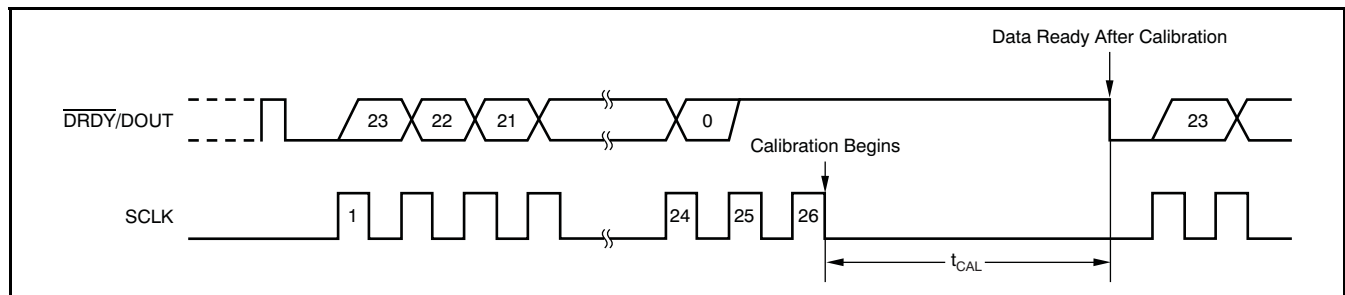 Data Ready After Calibration
DRDY/DOUT
23 22 21 0 23
Calibration Begins
SCLK
1 24 25 26
tCAL